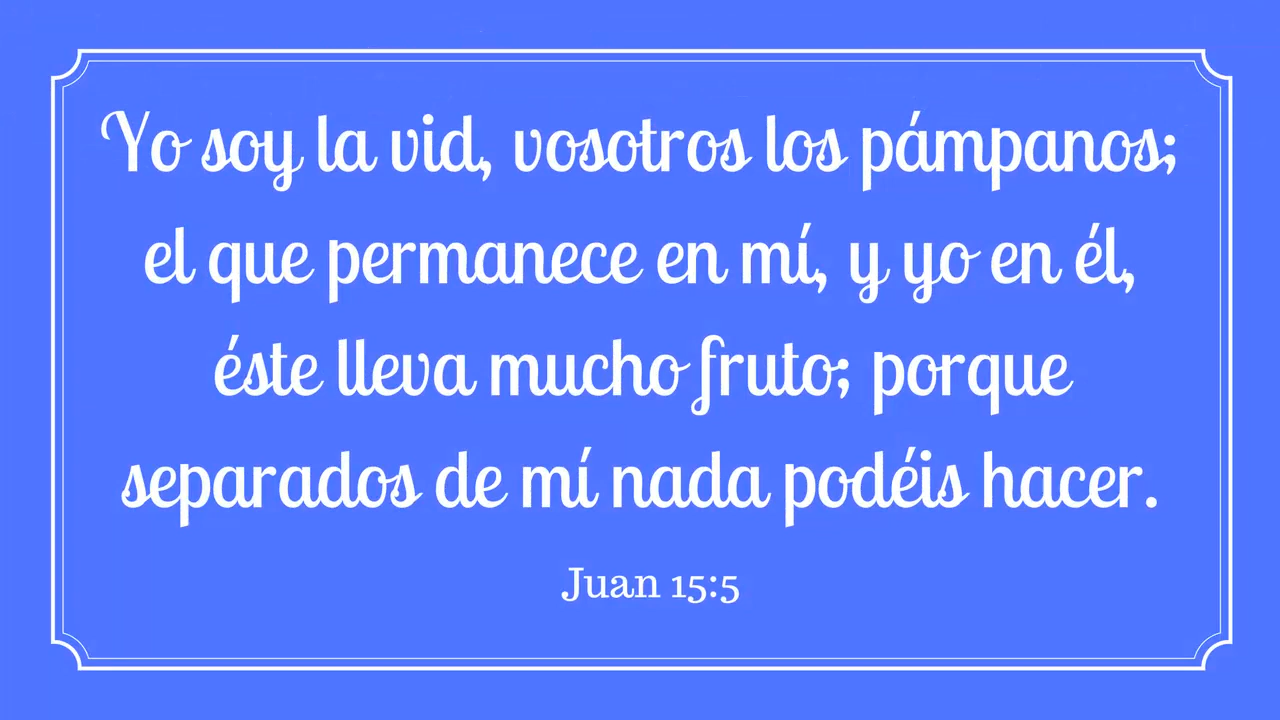 Yo soy la vid, vosotros los pámpanos;
el que permanece en mí, y yo en él,
éste lleva mucho fruto; porque
separados de mí nada podéis hacer.
Juan 15:5